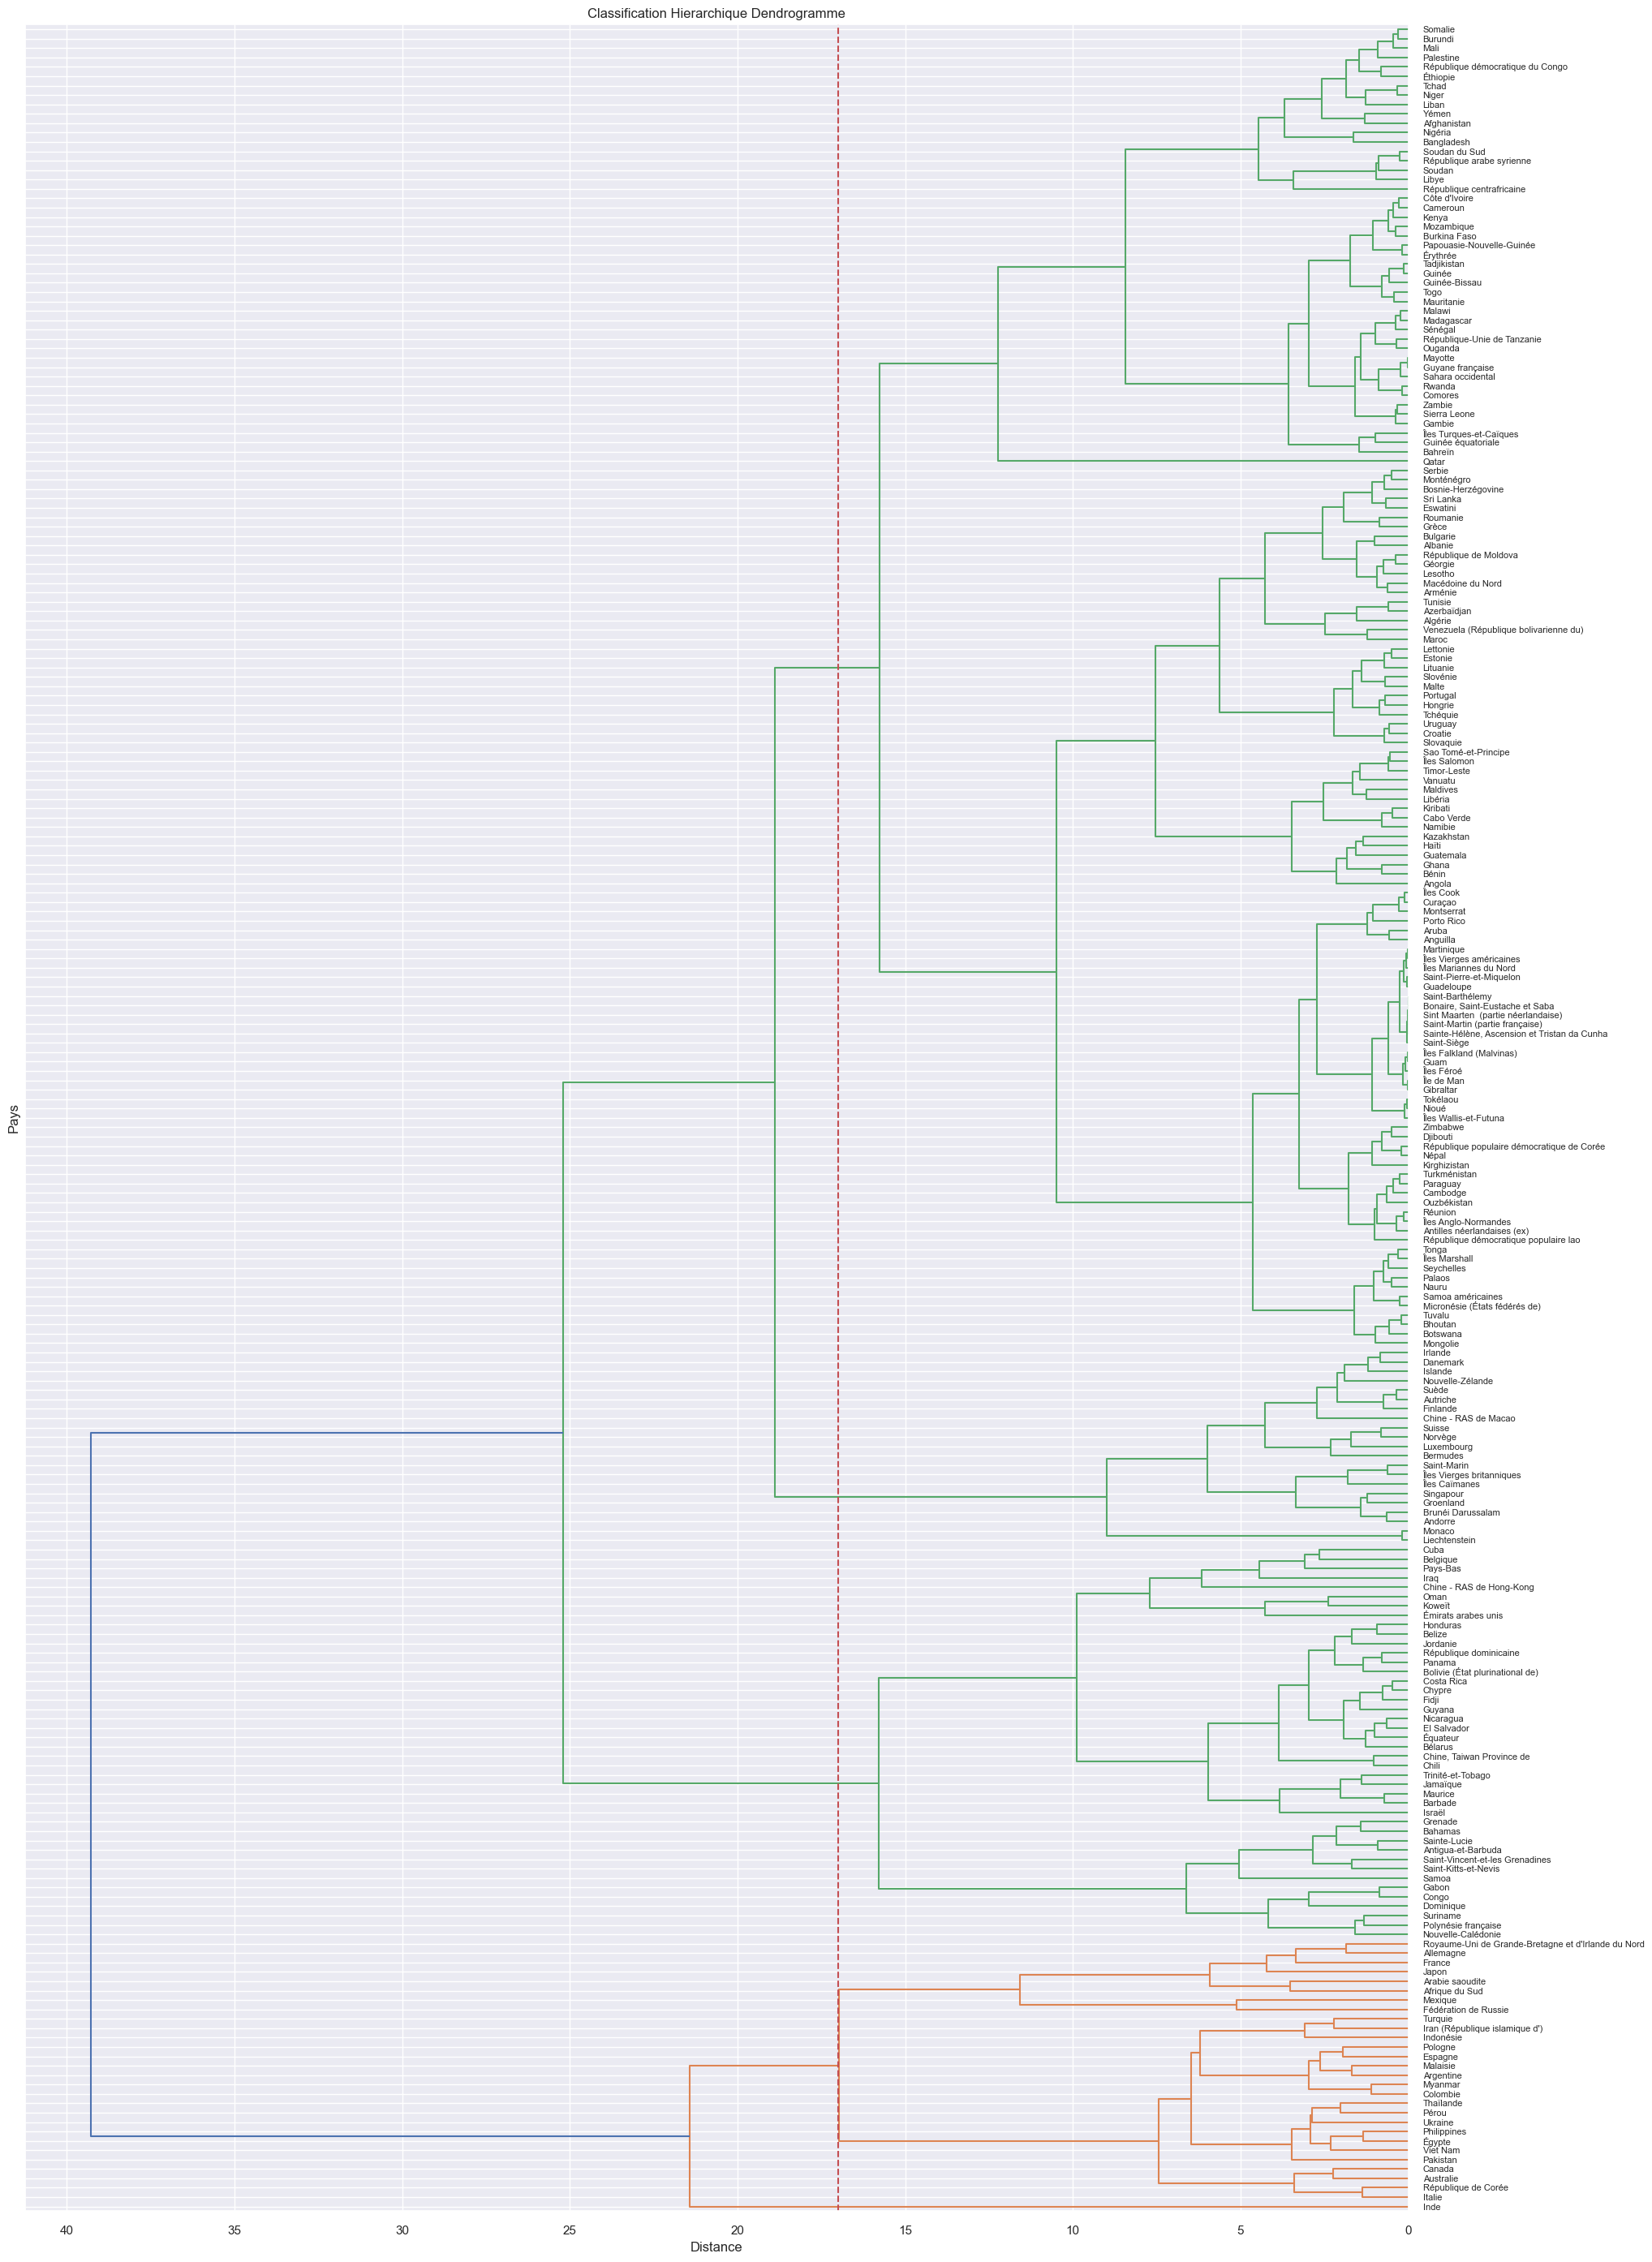 Classification Hierarchique Dendrogramme
Somalie
Burundi
Mali
Palestine
République démocratique du Congo
Éthiopie
Tchad
Niger
Liban
Yémen
Afghanistan
Nigéria
Bangladesh
Soudan du Sud
République arabe syrienne
Soudan
Libye
République centrafricaine
Côte d'Ivoire
Cameroun
Kenya
Mozambique
Burkina Faso
Papouasie-Nouvelle-Guinée
Érythrée
Tadjikistan
Guinée
Guinée-Bissau
Togo
Mauritanie
Malawi
Madagascar
Sénégal
République-Unie de Tanzanie
Ouganda
Mayotte
Guyane française
Sahara occidental
Rwanda
Comores
Zambie
Sierra Leone
Gambie
Îles Turques-et-Caïques
Guinée équatoriale
Bahreïn
Qatar
Serbie
Monténégro
Bosnie-Herzégovine
Sri Lanka
Eswatini
Roumanie
Grèce
Bulgarie
Albanie
République de Moldova
Géorgie
Lesotho
Macédoine du Nord
Arménie
Tunisie
Azerbaïdjan
Algérie
Venezuela (République bolivarienne du)
Maroc
Lettonie
Estonie
Lituanie
Slovénie
Malte
Portugal
Hongrie
Tchéquie
Uruguay
Croatie
Slovaquie
Sao Tomé-et-Principe
Îles Salomon
Timor-Leste
Vanuatu
Maldives
Libéria
Kiribati
Cabo Verde
Namibie
Kazakhstan
Haïti
Guatemala
Ghana
Bénin
Angola
Îles Cook
Curaçao
Montserrat
Porto Rico
Aruba
Anguilla
Martinique
Îles Vierges américaines
Îles Mariannes du Nord
Saint-Pierre-et-Miquelon
Guadeloupe
Saint-Barthélemy
Bonaire, Saint-Eustache et Saba
Sint Maarten  (partie néerlandaise)
Saint-Martin (partie française)
Sainte-Hélène, Ascension et Tristan da Cunha
Saint-Siège
Îles Falkland (Malvinas)
Guam
Îles Féroé
Île de Man
Gibraltar
Tokélaou
Nioué
Îles Wallis-et-Futuna
Zimbabwe
Djibouti
République populaire démocratique de Corée
Népal
Kirghizistan
Turkménistan
Paraguay
Cambodge
Ouzbékistan
Réunion
Îles Anglo-Normandes
Antilles néerlandaises (ex)
République démocratique populaire lao
Tonga
Îles Marshall
Seychelles
Palaos
Nauru
Samoa américaines
Micronésie (États fédérés de)
Tuvalu
Bhoutan
Botswana
Mongolie
Irlande
Danemark
Islande
Nouvelle-Zélande
Suède
Autriche
Finlande
Chine - RAS de Macao
Suisse
Norvège
Luxembourg
Bermudes
Saint-Marin
Îles Vierges britanniques
Îles Caïmanes
Singapour
Groenland
Brunéi Darussalam
Andorre
Monaco
Liechtenstein
Cuba
Belgique
Pays-Bas
Iraq
Chine - RAS de Hong-Kong
Oman
Koweït
Émirats arabes unis
Honduras
Belize
Jordanie
République dominicaine
Panama
Bolivie (État plurinational de)
Costa Rica
Chypre
Fidji
Guyana
Nicaragua
El Salvador
Équateur
Bélarus
Chine, Taiwan Province de
Chili
Trinité-et-Tobago
Jamaïque
Maurice
Barbade
Israël
Grenade
Bahamas
Sainte-Lucie
Antigua-et-Barbuda
Saint-Vincent-et-les Grenadines
Saint-Kitts-et-Nevis
Samoa
Gabon
Congo
Dominique
Suriname
Polynésie française
Nouvelle-Calédonie
Royaume-Uni de Grande-Bretagne et d'Irlande du Nord
Allemagne
France
Japon
Arabie saoudite
Afrique du Sud
Mexique
Fédération de Russie
Turquie
Iran (République islamique d')
Indonésie
Pologne
Espagne
Malaisie
Argentine
Myanmar
Colombie
Thaïlande
Pérou
Ukraine
Philippines
Égypte
Viet Nam
Pakistan
Canada
Australie
République de Corée
Italie
Inde
Pays
40 35 30 25 20 15 10 5 0
Distance